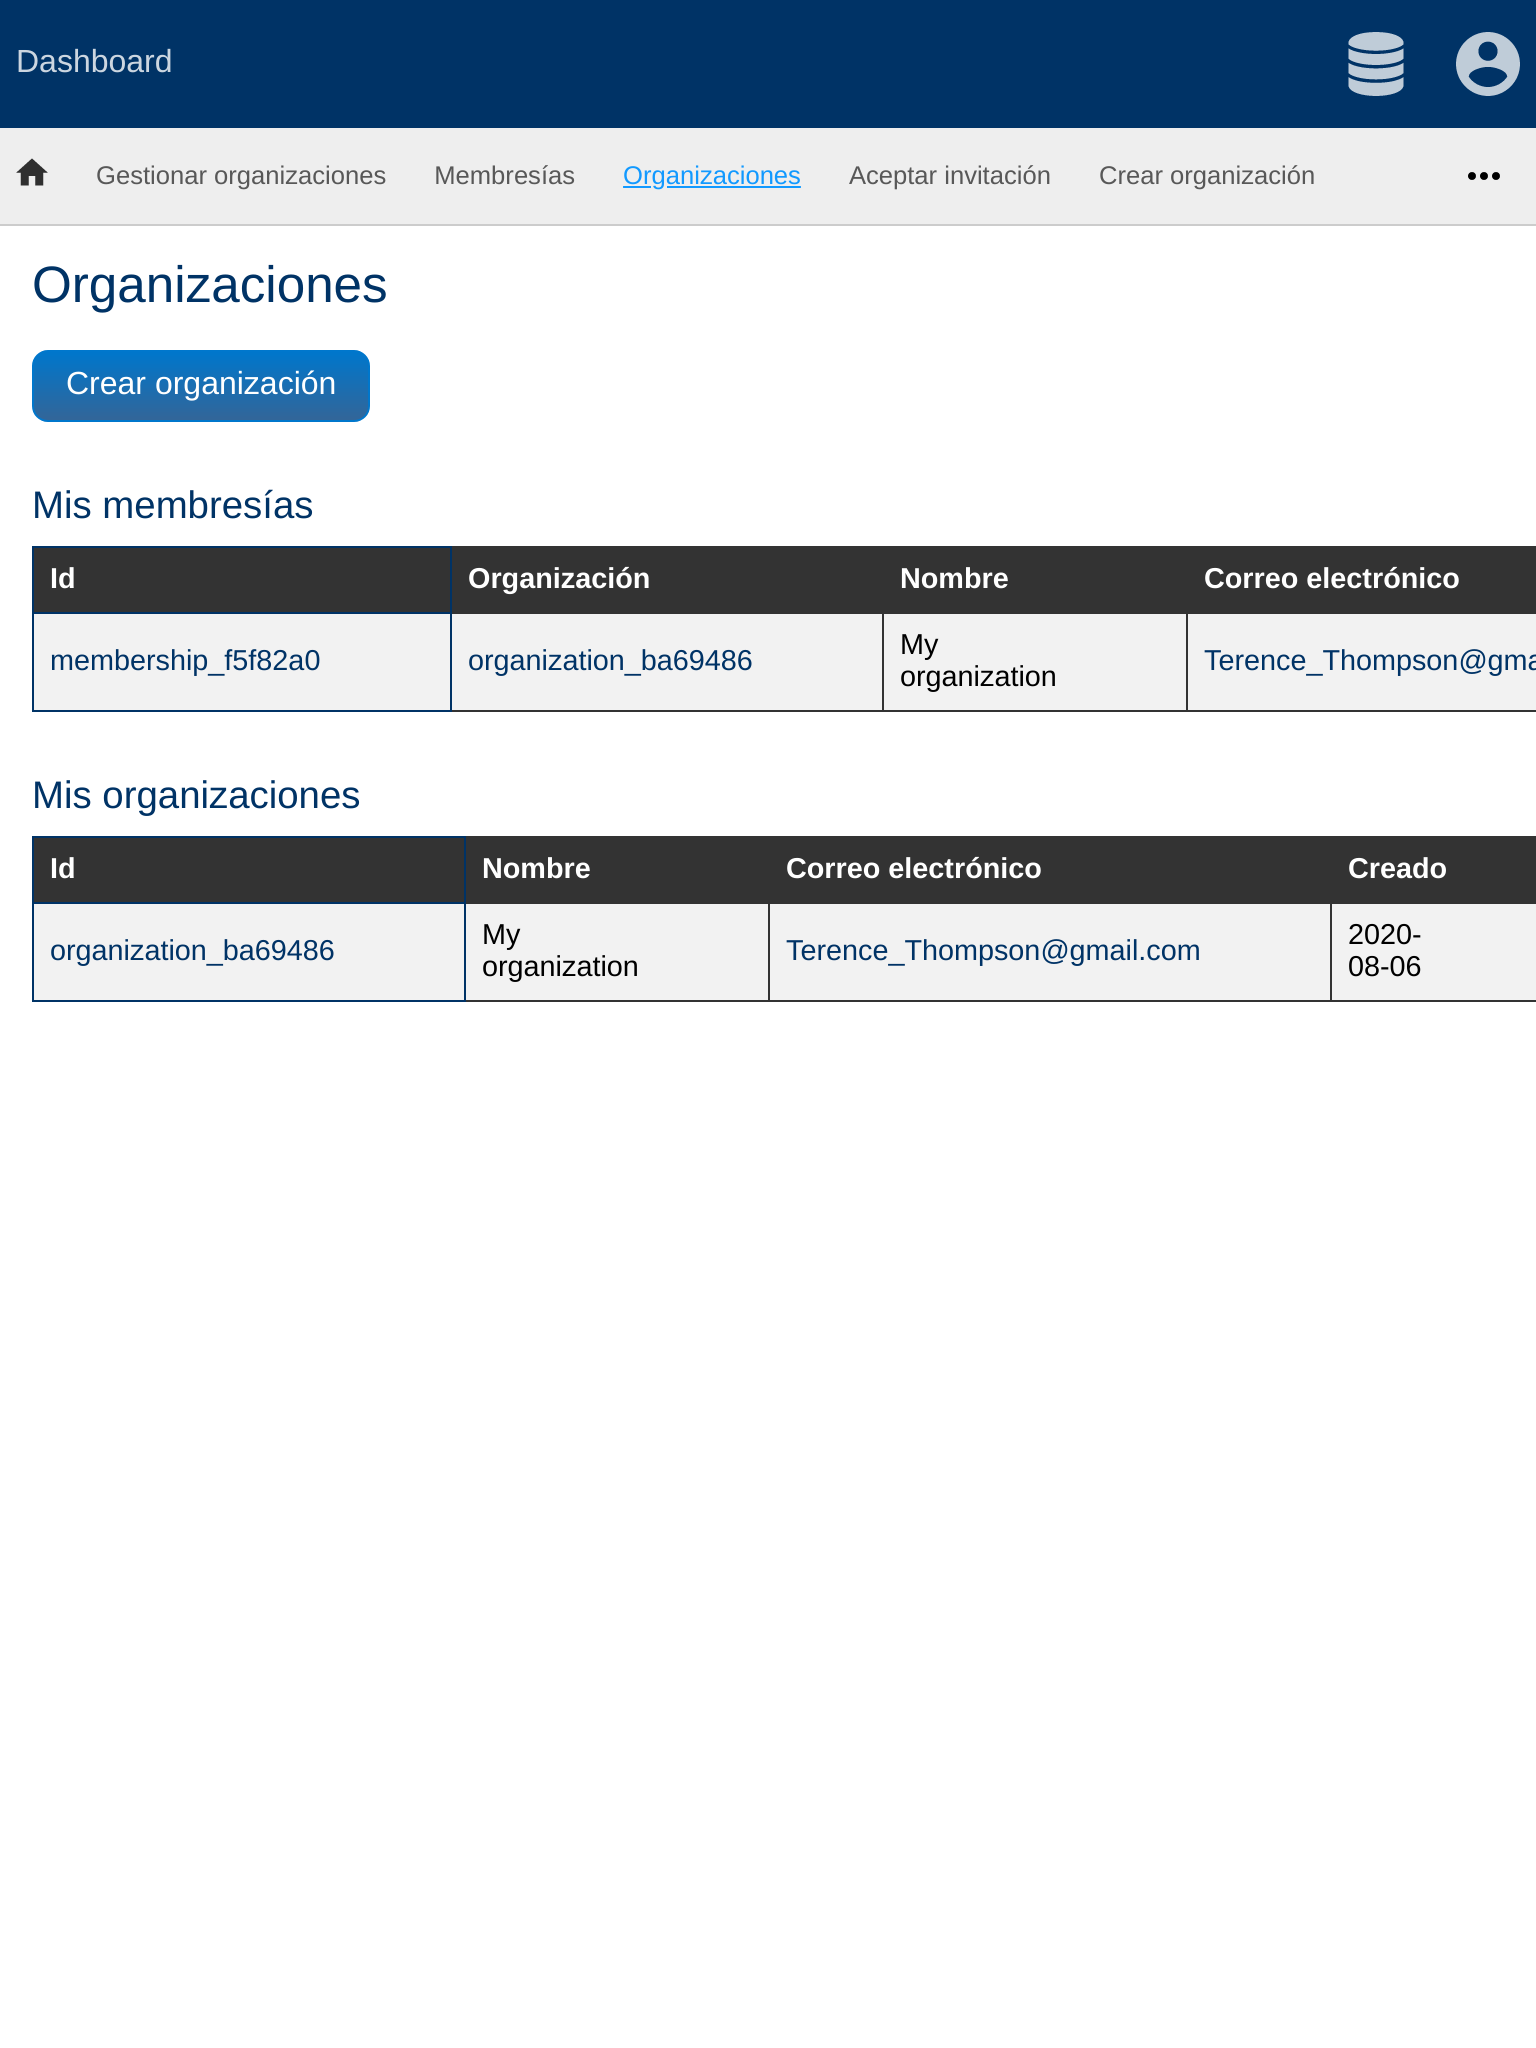 Dashboard
Gestionar organizaciones Membresías Organizaciones Aceptar invitación Crear organización
Organizaciones
Crear organización
Mis membresías
Id Organización Nombre Correo electrónico
membership_f5f82a0 organization_ba69486 My organization Terence_Thompson@gma
Mis organizaciones
Id Nombre Correo electrónico Creado
organization_ba69486 My organization Terence_Thompson@gmail.com 2020-08-06